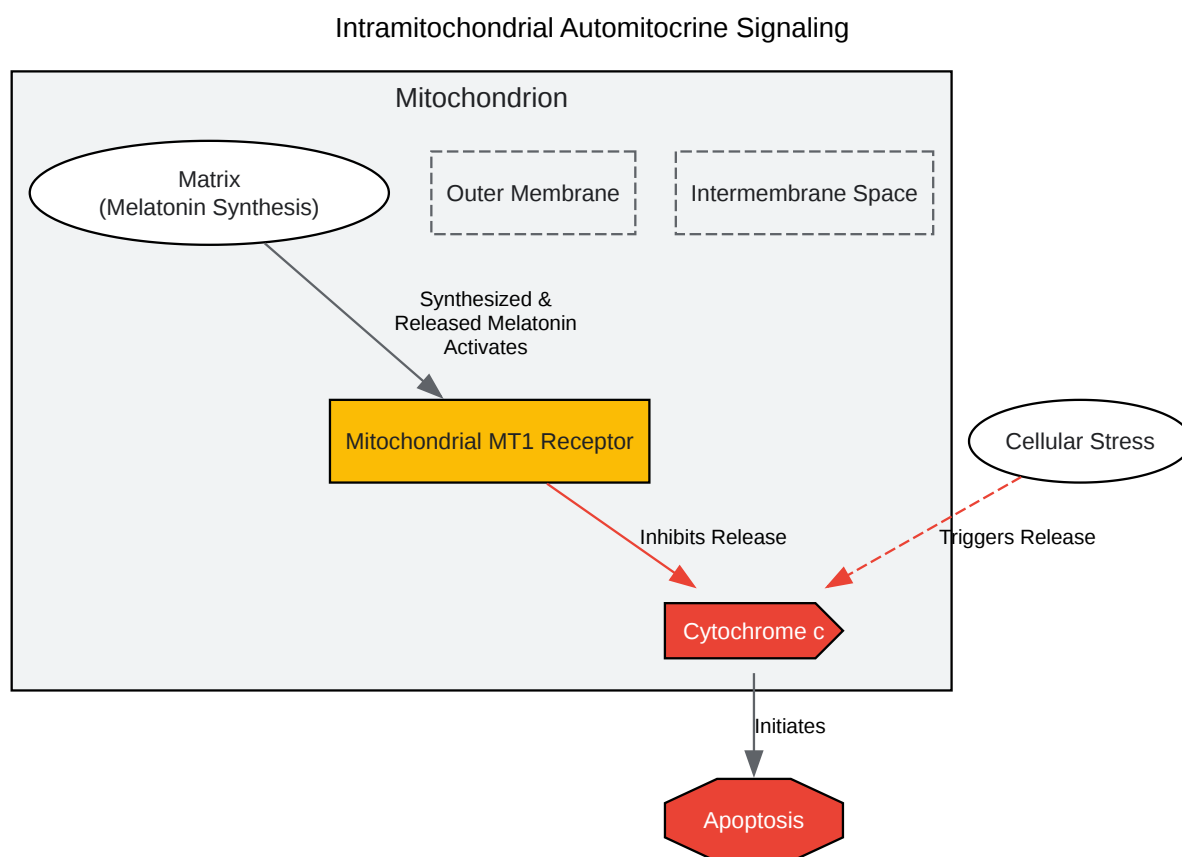 Intramitochondrial Automitocrine Signaling
Mitochondrion
Matrix
(Melatonin Synthesis)
Outer Membrane
Intermembrane Space
Synthesized &
Released Melatonin
Activates
Mitochondrial MT1 Receptor
Cellular Stress
Inhibits Release
Triggers Release
Cytochrome c
Initiates
Apoptosis